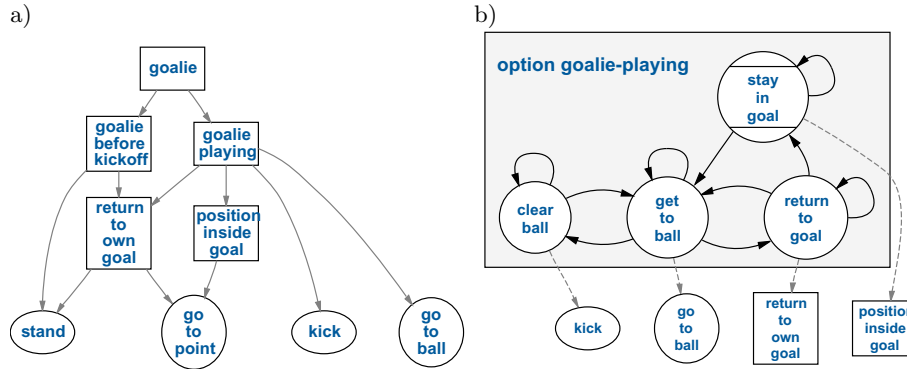 a)
goalie
goalie
before
kickoff
goalie
playing
return
to
own
goal
position
inside
goal
stand
go
to
point
kick
go
to
ball
b)
option goalie-playing
stay
in
goal
clear
ball
get
to
ball
return
to
goal
kick
go
to
ball
return
to
own
goal
position
inside
goal